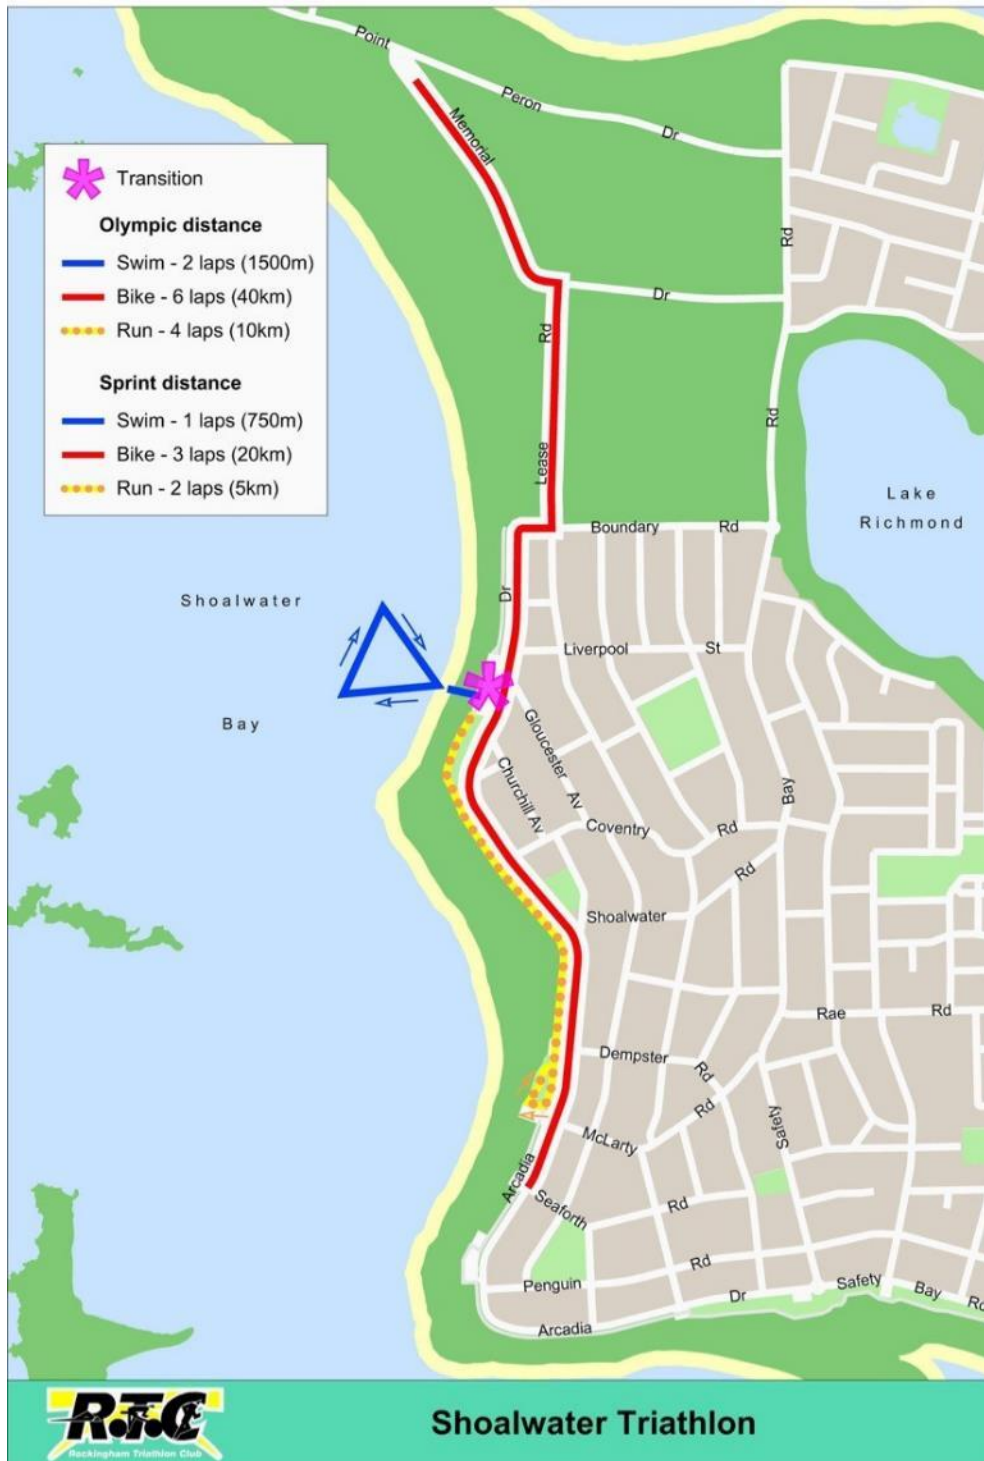 Point
Peron
Dr
Memorial
Rd
Transition
Olympic distance
Swim - 2 laps (1500m)
Bike - 6 laps (40km)
Run - 4 laps (10km)
Dr
Rd
Sprint distance
Swim - 1 laps (750m)
Bike - 3 laps (20km)
Run - 2 laps (5km)
Rd
Lease
Lake
Richmond
Boundary Rd
Dr
Shoalwater
Bay
Liverpool St
Gloucester Av
Churchill Av
Bay
Coventry Rd
Rd
Shoalwater
Rae Rd
Dempster Rd
Rd
McLarty
Safety
Arcadia
Seaforth Rd
Penguin Rd
Arcadia Dr
Safety Bay Rd
R.T.C
Rockingham Triathlon Club
Shoalwater Triathlon